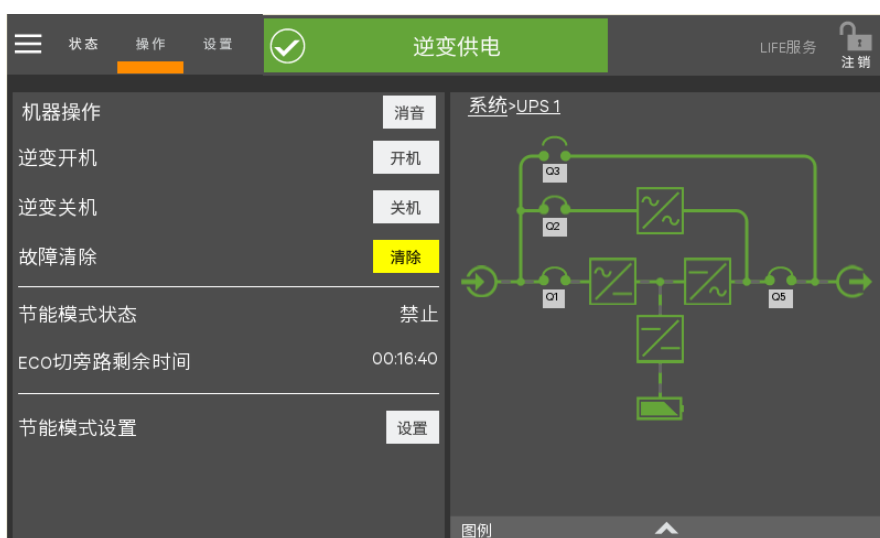 状态 操作 设置 逆变供电 LIFE服务 注销
机器操作 消音
逆变开机 开机
逆变关机 关机
故障清除 清除
节能模式状态 禁止
ECO切旁路剩余时间 00:16:40
节能模式设置 设置
系统>UPS 1
Q3
Q2
Q1 Q5
图例